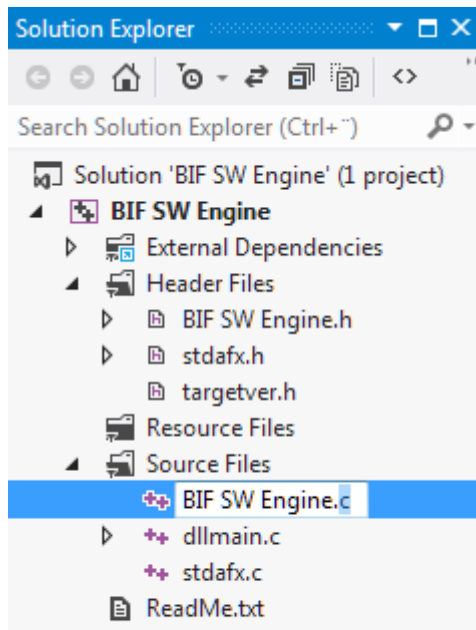 Solution Explorer
Search Solution Explorer (Ctrl+¨)
Solution 'BIF SW Engine' (1 project)
BIF SW Engine
External Dependencies
Header Files
BIF SW Engine.h
stdafx.h
targetver.h
Resource Files
Source Files
BIF SW Engine.c
dllmain.c
stdafx.c
ReadMe.txt